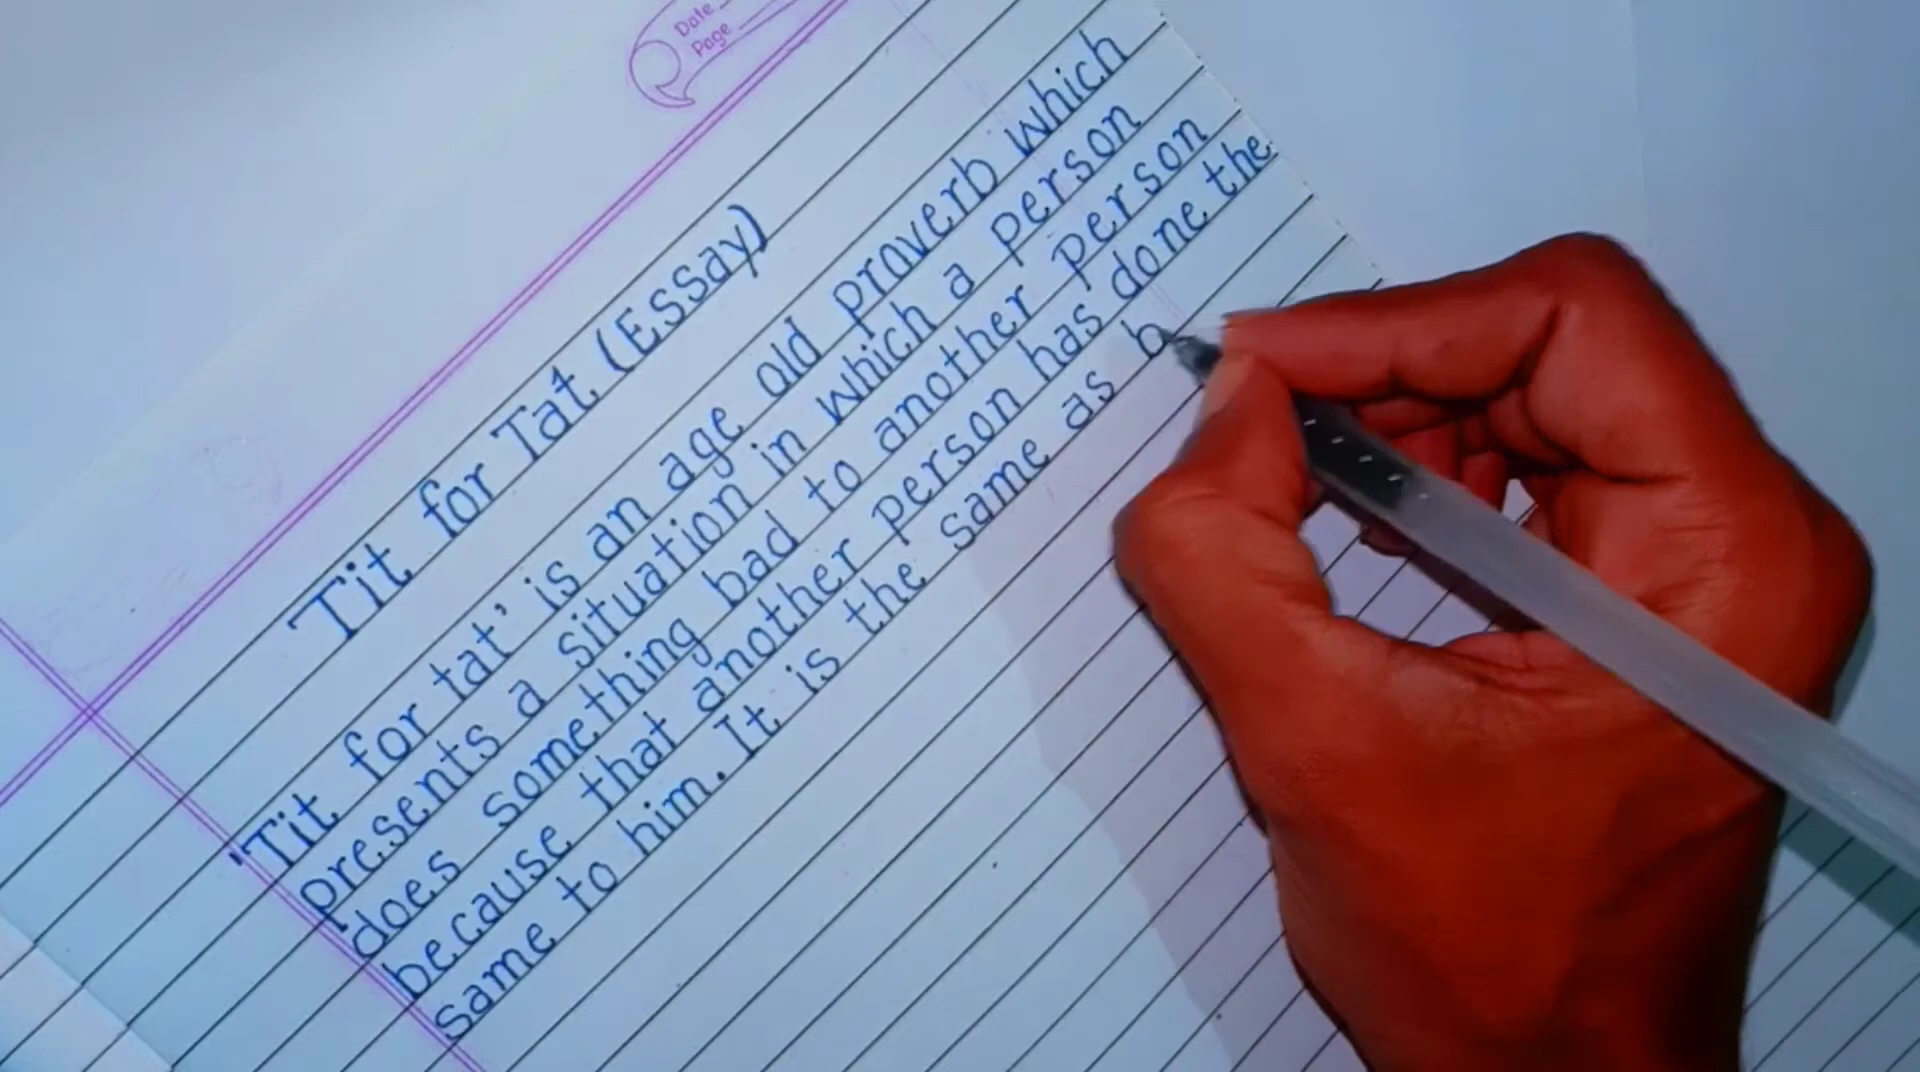 Date
Page
Tit for Tat (Essay)
'Tit for tat' is an age old proverb which
presents a situation in which a person
does something bad to another person
because that another person has done the
same to him. It is the same as b